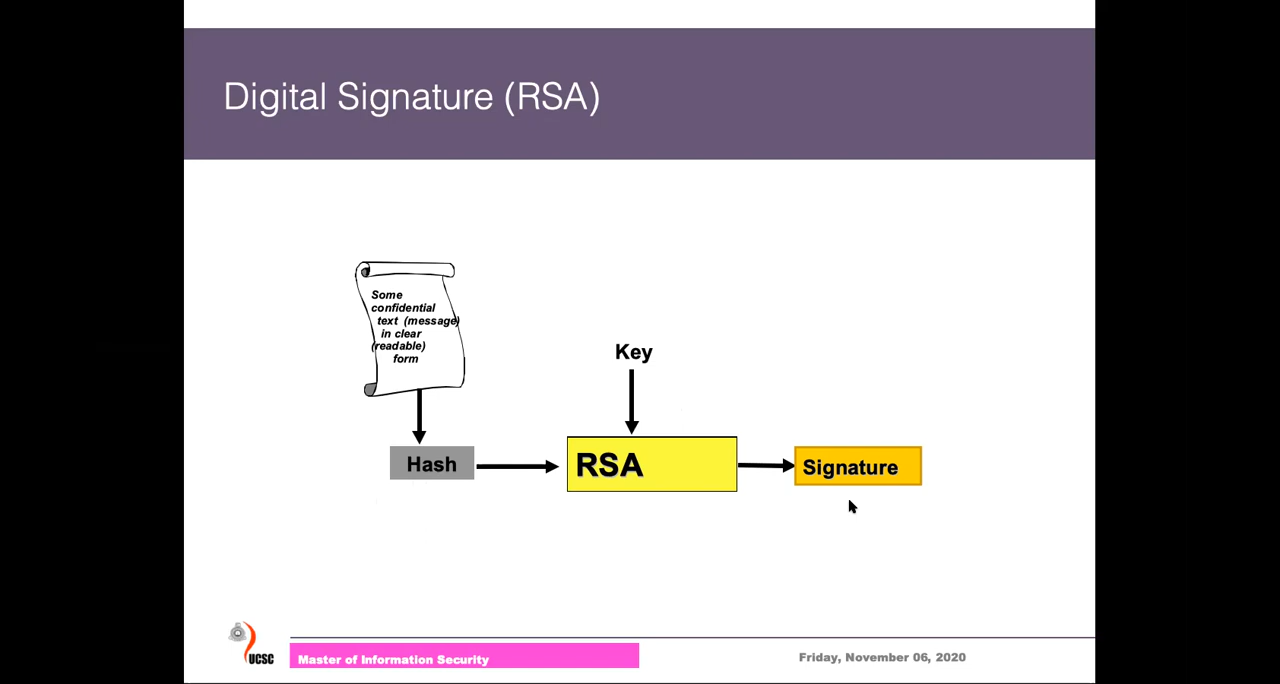 Digital Signature (RSA)
Some
confidential
text (message)
in clear
(readable)
form
Key
Hash
RSA
Signature
UCSC
Master of Information Security
Friday, November 06, 2020